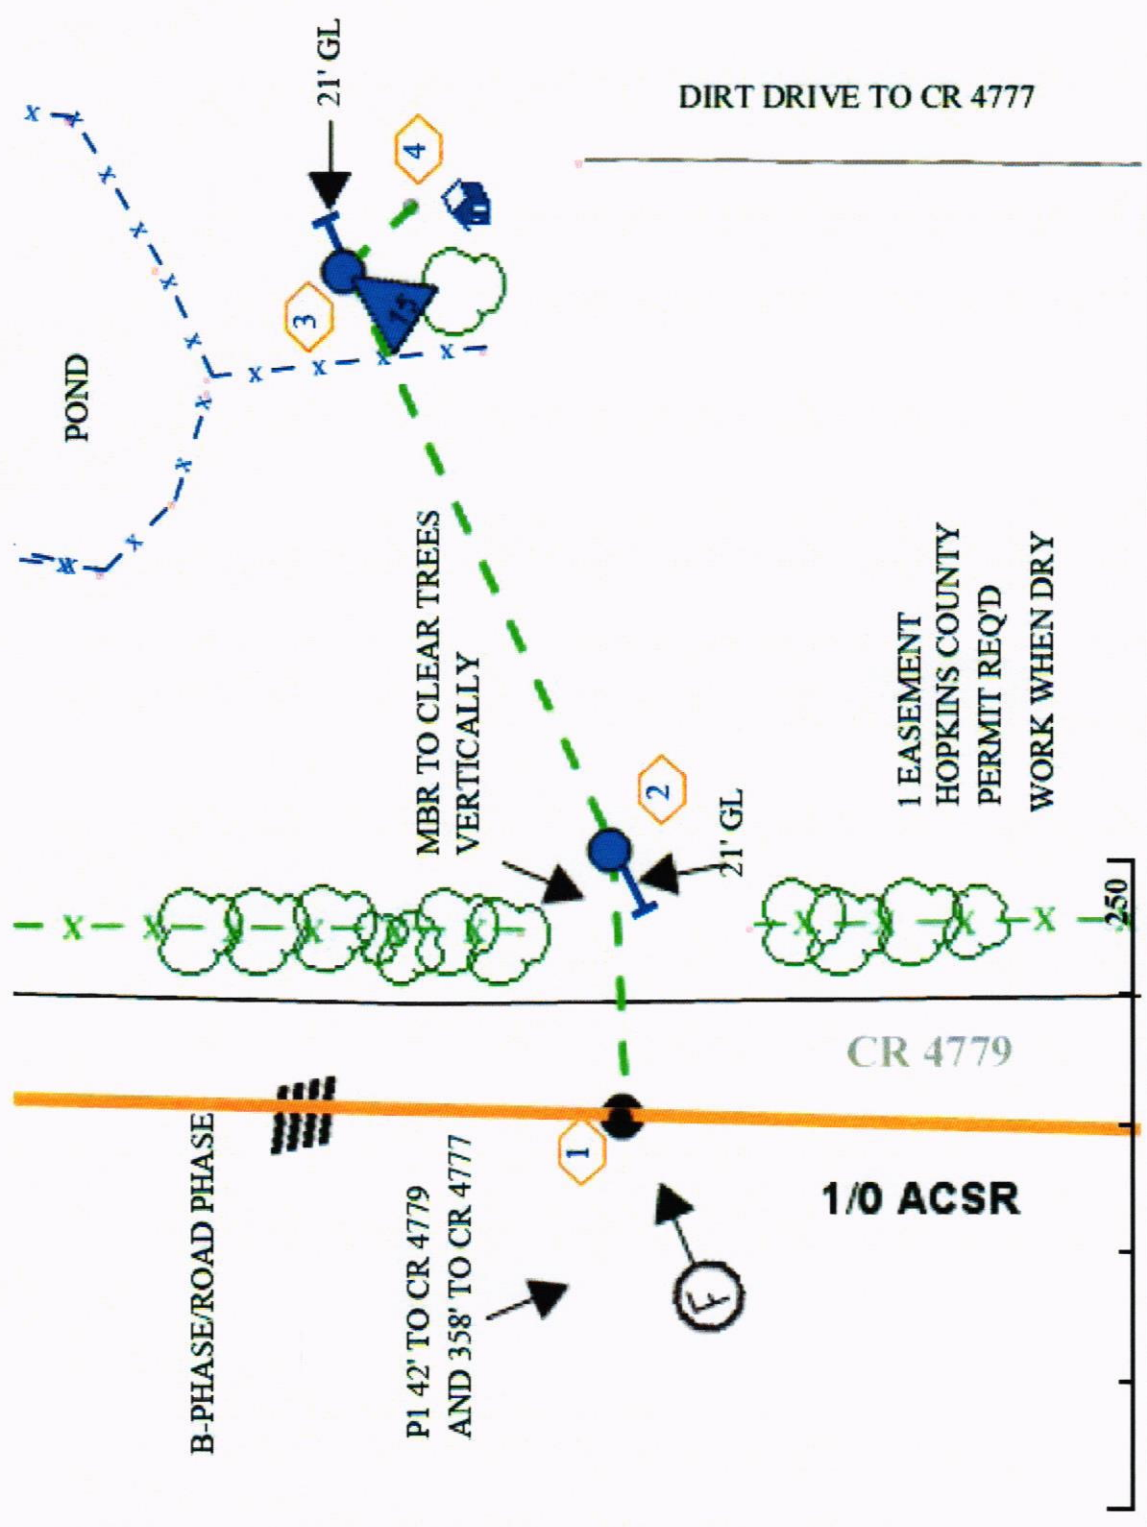 21' GL
DIRT DRIVE TO CR 4777
4
3
15
POND
MBR TO CLEAR TREES
VERTICALLY
2
21' GL
1 EASEMENT
HOPKINS COUNTY
PERMIT REQ'D
WORK WHEN DRY
250
CR 4779
B-PHASE/ROAD PHASE
1
P1 42' TO CR 4779
AND 358' TO CR 4777
1/0 ACSR
F